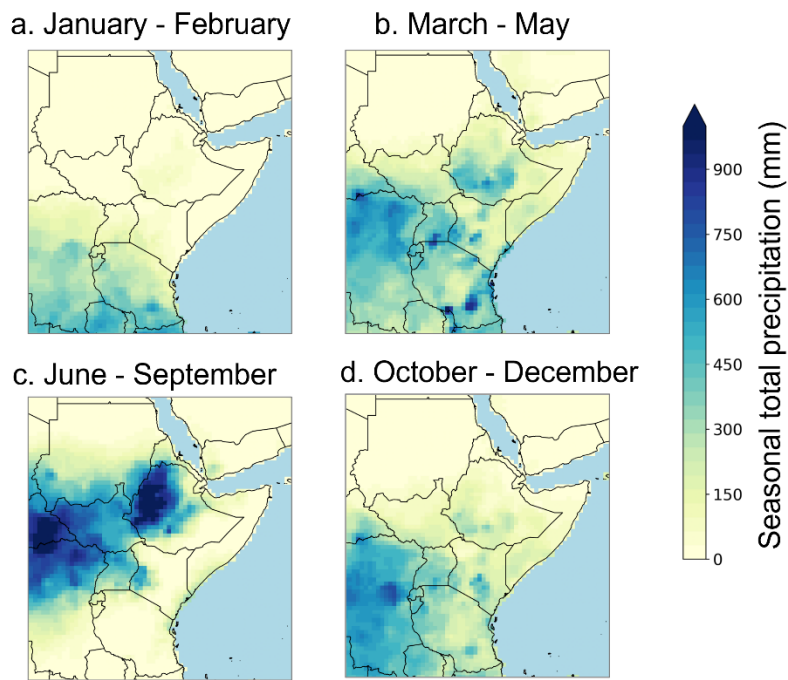 a. January - February
b. March - May
c. June - September
d. October - December
900
750
600
450
300
150
0
Seasonal total precipitation (mm)